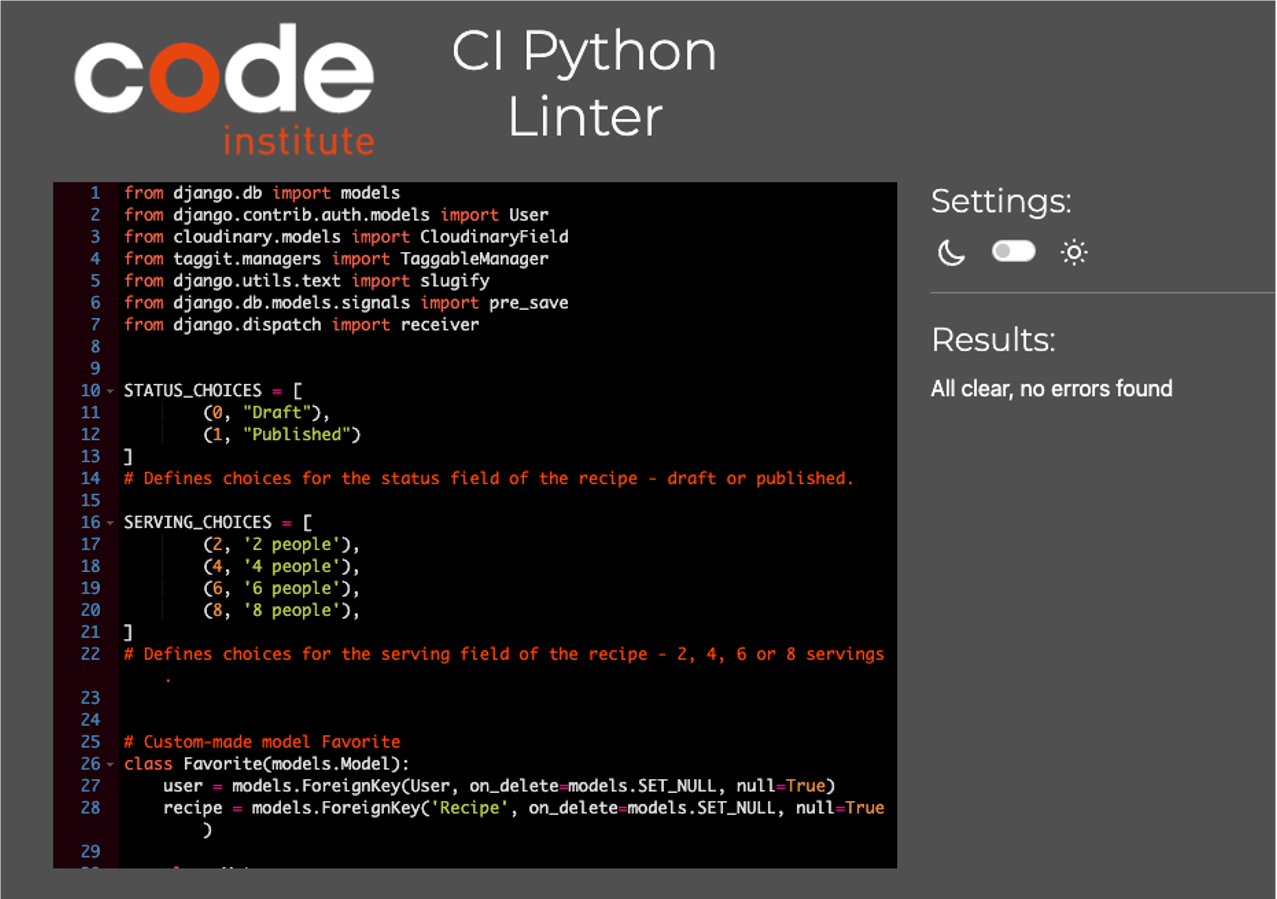 code
institute
CI Python
Linter
1 from django.db import models
2 from django.contrib.auth.models import User
3 from cloudinary.models import CloudinaryField
4 from taggit.managers import TaggableManager
5 from django.utils.text import slugify
6 from django.db.models.signals import pre_save
7 from django.dispatch import receiver
8
9
10 STATUS_CHOICES = [
11         (0, "Draft"),
12         (1, "Published")
13 ]
14 # Defines choices for the status field of the recipe - draft or published.
15
16 SERVING_CHOICES = [
17         (2, '2 people'),
18         (4, '4 people'),
19         (6, '6 people'),
20         (8, '8 people'),
21 ]
22 # Defines choices for the serving field of the recipe - 2, 4, 6 or 8 servings
.
23
24
25 # Custom-made model Favorite
26 class Favorite(models.Model):
27     user = models.ForeignKey(User, on_delete=models.SET_NULL, null=True)
28     recipe = models.ForeignKey('Recipe', on_delete=models.SET_NULL, null=True
)
29
Settings:
Results:
All clear, no errors found